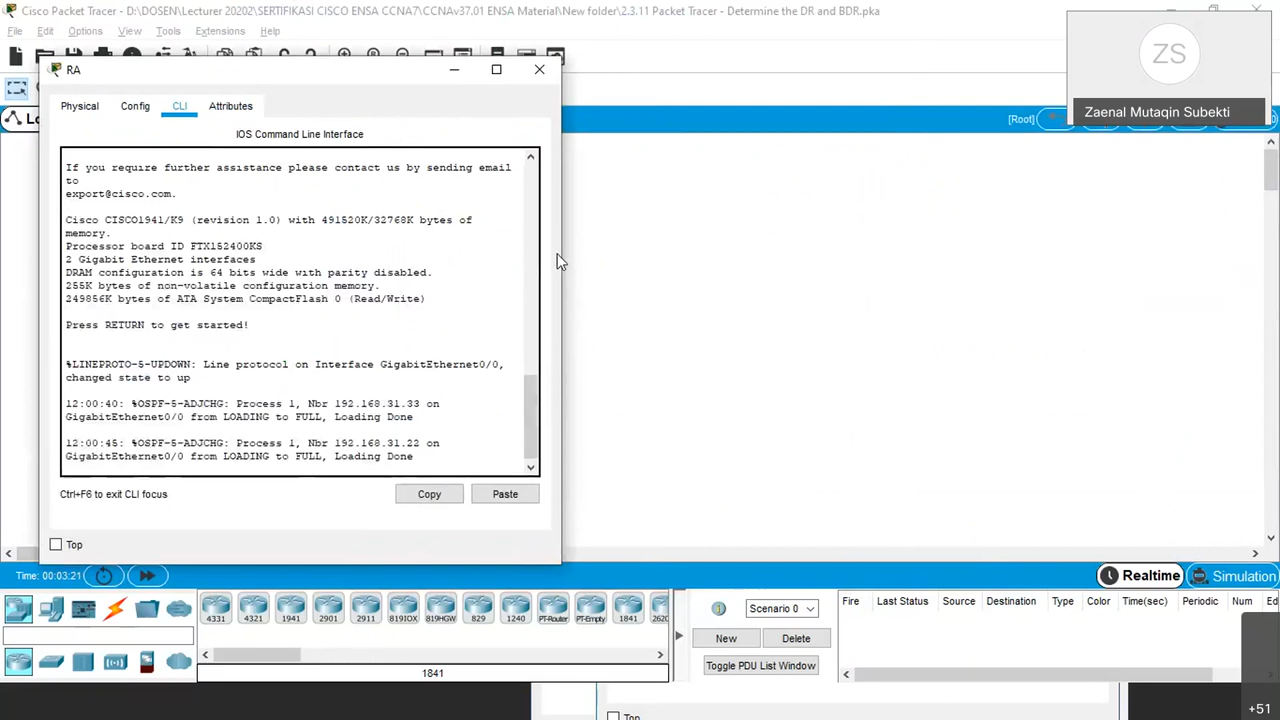 Cisco Packet Tracer - D:\DOSEN\Lecturer 20202\SERTIFIKASI CISCO ENSA CCNA7\CCNAv37.01 ENSA Material\New folder\2.3.11 Packet Tracer - Determine the DR and BDR.pka
File Edit Options View Tools Extensions Help
RA
Physical Config CLI Attributes
IOS Command Line Interface
If you require further assistance please contact us by sending email
to
export@cisco.com.
Cisco CISCO1941/K9 (revision 1.0) with 491520K/32768K bytes of
memory.
Processor board ID FTX152400KS
2 Gigabit Ethernet interfaces
DRAM configuration is 64 bits wide with parity disabled.
255K bytes of non-volatile configuration memory.
249856K bytes of ATA System CompactFlash 0 (Read/Write)
Press RETURN to get started!
%LINEPROTO-5-UPDOWN: Line protocol on Interface GigabitEthernet0/0,
changed state to up
12:00:40: %OSPF-5-ADJCHG: Process 1, Nbr 192.168.31.33 on
GigabitEthernet0/0 from LOADING to FULL, Loading Done
12:00:45: %OSPF-5-ADJCHG: Process 1, Nbr 192.168.31.22 on
GigabitEthernet0/0 from LOADING to FULL, Loading Done
Ctrl+F6 to exit CLI focus
Copy Paste
Top
ZS
Zaenal Mutaqin Subekti
[Root]
Time: 00:03:21
Realtime Simulation
4331 4321 1941 2901 2911 819IOX 819HGW 829 1240 PT-Router PT-Empty 1841 2620
1841
Scenario 0
New Delete
Toggle PDU List Window
Fire Last Status Source Destination Type Color Time(sec) Periodic Num Ed
Top
+51